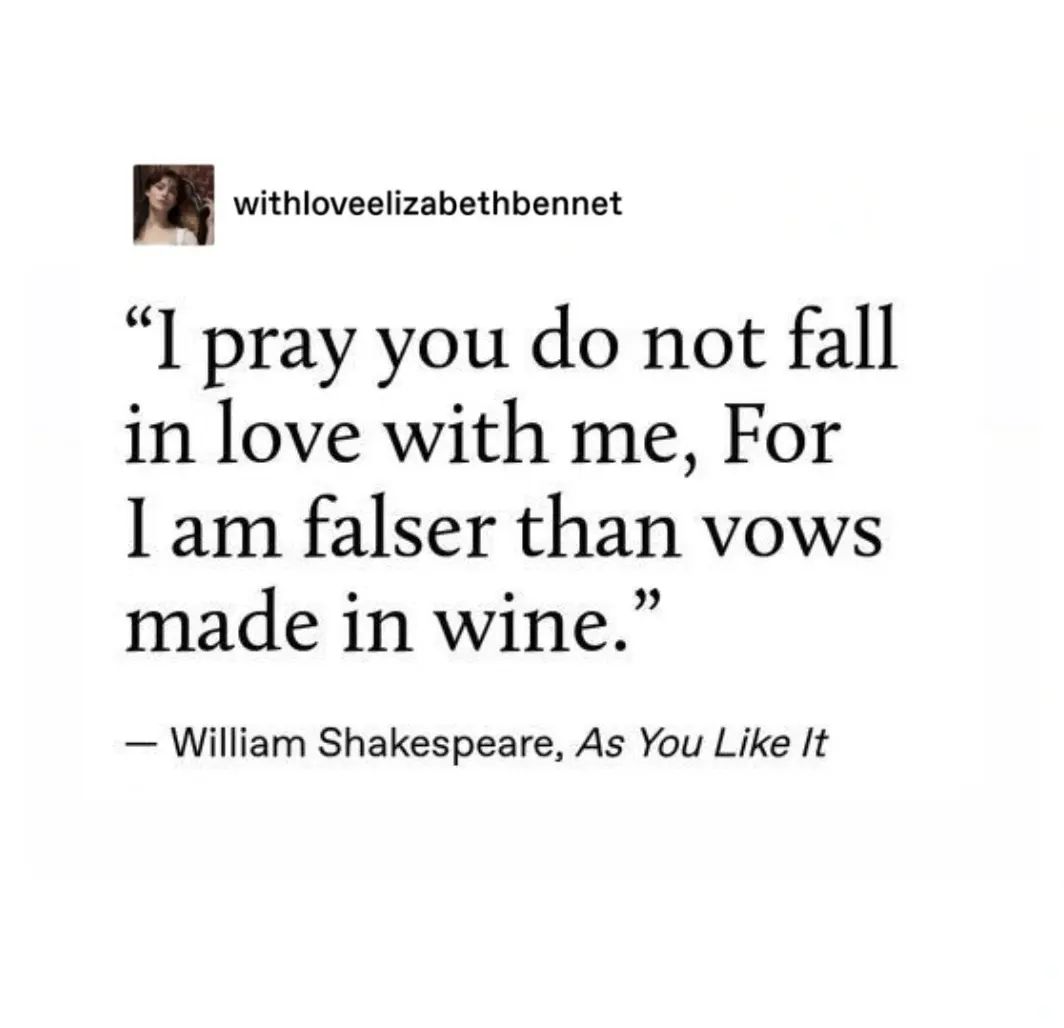 withloveelizabethbennet
“I pray you do not fall
in love with me, For
I am falser than vows
made in wine.”
— William Shakespeare, As You Like It